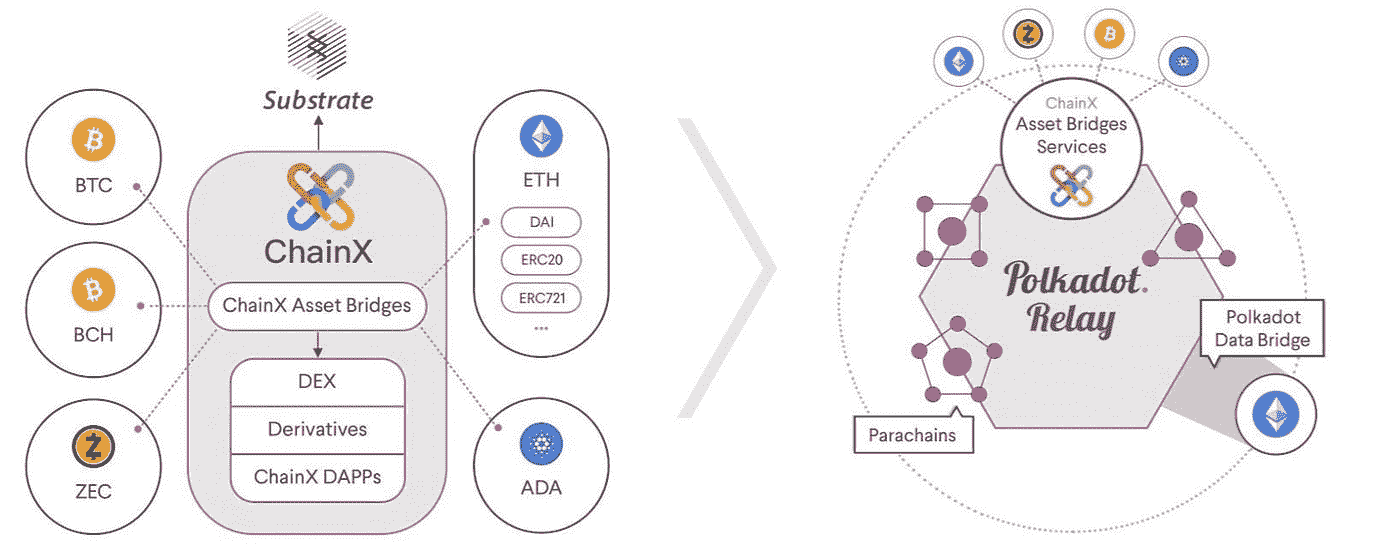 Substrate
BTC
BCH
ZEC
ChainX
ChainX Asset Bridges
DEX
Derivatives
ChainX DAPPs
ETH
DAI
ERC20
ERC721
...
ADA
ChainX
Asset Bridges
Services
Polkadot.
Relay
Polkadot
Data Bridge
Parachains